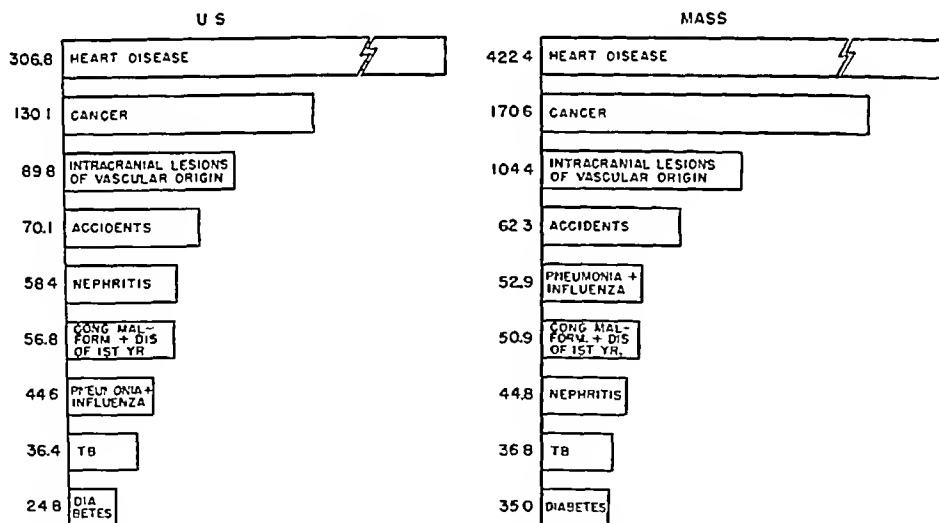 U S
306.8 HEART DISEASE
130 1 CANCER
89 8 INTRACRANIAL LESIONS
OF VASCULAR ORIGIN
70.1 ACCIDENTS
58 4 NEPHRITIS
56.8 CONG MAL-
FORM + DIS
OF 1ST YR
44 6 PNEUMONIA +
INFLUENZA
36.4 TB
24 8 DIA
BETES
MASS
422 4 HEART DISEASE
170 6 CANCER
104 4 INTRACRANIAL LESIONS
OF VASCULAR ORIGIN
62 3 ACCIDENTS
52.9 PNEUMONIA +
INFLUENZA
50.9 CONG MAL-
FORM. + DIS
OF 1ST YR.
44.8 NEPHRITIS
36 8 TB
35 0 DIABETES